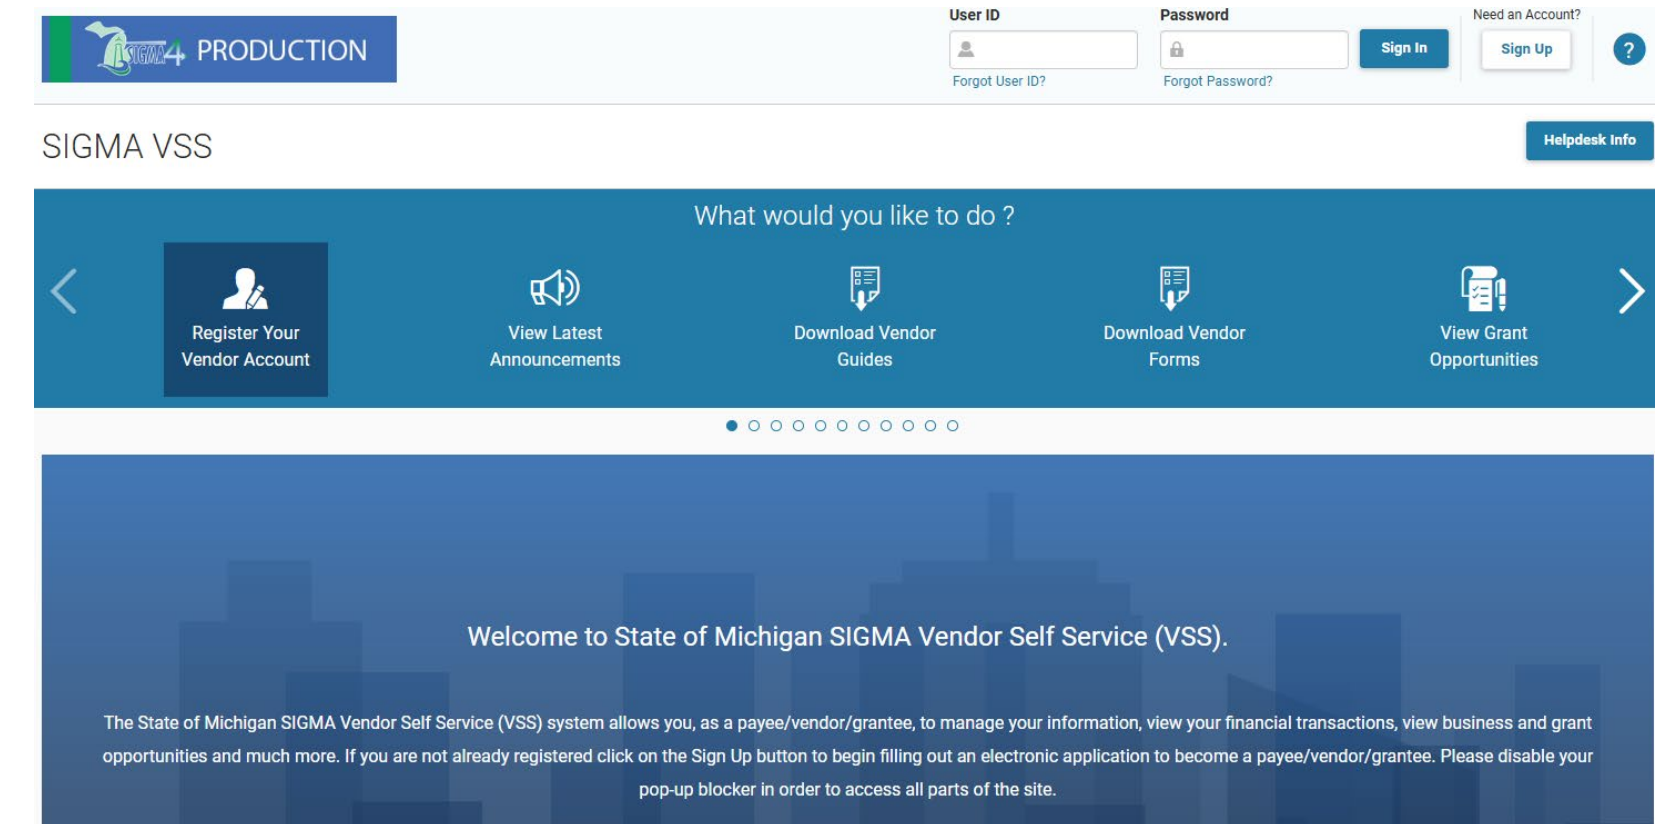 SIGMA4 PRODUCTION
User ID
Password
Need an Account?
Sign In
Sign Up
?
Forgot User ID?
Forgot Password?
SIGMA VSS
Helpdesk Info
What would you like to do ?
Register Your
Vendor Account
View Latest
Announcements
Download Vendor
Guides
Download Vendor
Forms
View Grant
Opportunities
Welcome to State of Michigan SIGMA Vendor Self Service (VSS).
The State of Michigan SIGMA Vendor Self Service (VSS) system allows you, as a payee/vendor/grantee, to manage your information, view your financial transactions, view business and grant
opportunities and much more. If you are not already registered click on the Sign Up button to begin filling out an electronic application to become a payee/vendor/grantee. Please disable your
pop-up blocker in order to access all parts of the site.